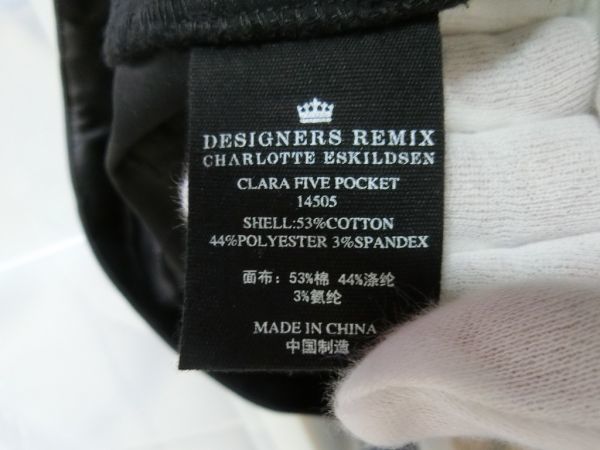 DESIGNERS REMIX
CHARLOTTE ESKILDSEN
CLARA FIVE POCKET
14505
SHELL:53%COTTON
44%POLYESTER 3%SPANDEX
面布：53%棉 44%涤纶
3%氨纶
MADE IN CHINA
中国制造